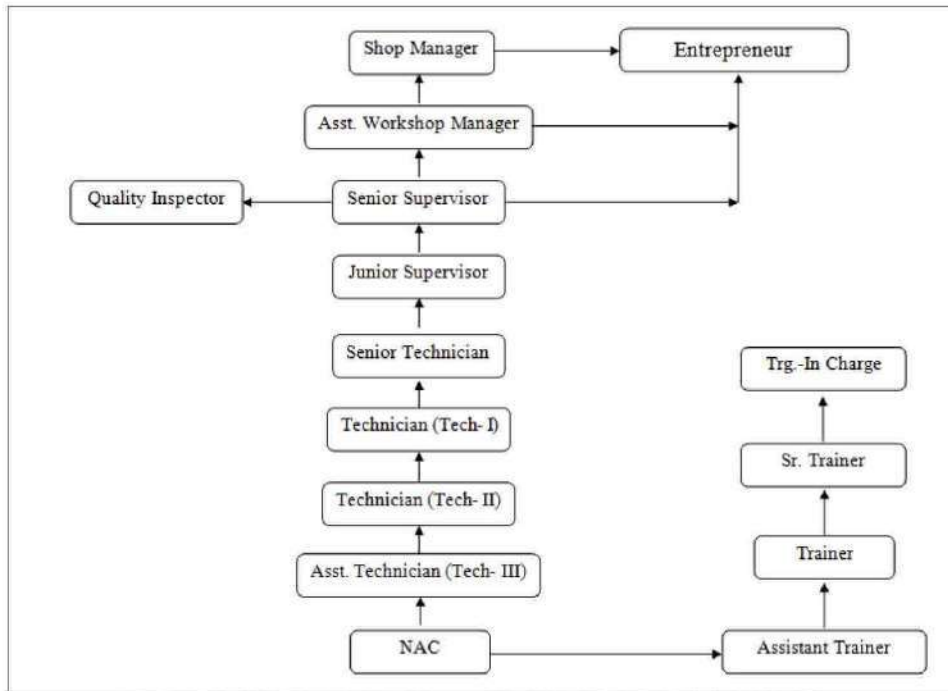 Shop Manager
Entrepreneur
Asst. Workshop Manager
Quality Inspector
Senior Supervisor
Junior Supervisor
Senior Technician
Trg.-In Charge
Technician (Tech- I)
Sr. Trainer
Technician (Tech- II)
Trainer
Asst. Technician (Tech- III)
NAC
Assistant Trainer